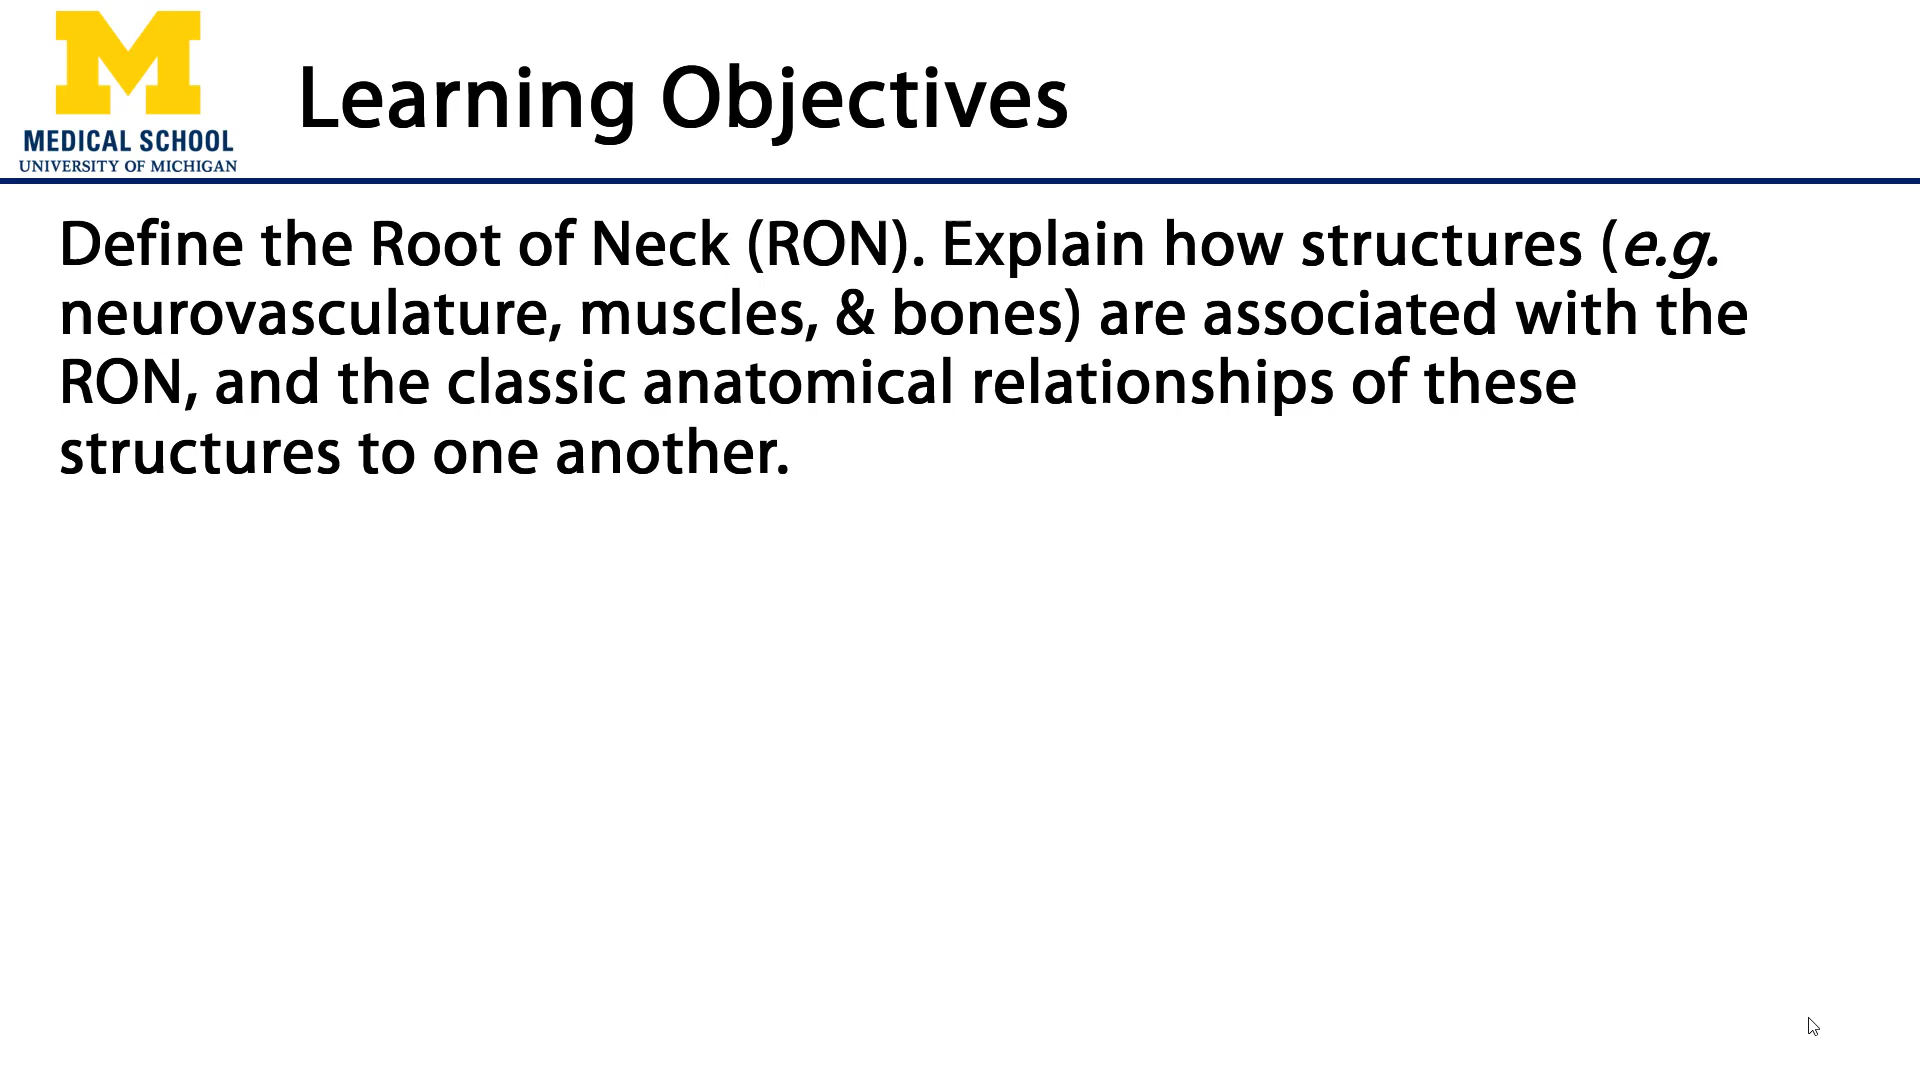 M
MEDICAL SCHOOL
UNIVERSITY OF MICHIGAN
Learning Objectives
Define the Root of Neck (RON). Explain how structures (e.g.
neurovasculature, muscles, & bones) are associated with the
RON, and the classic anatomical relationships of these
structures to one another.